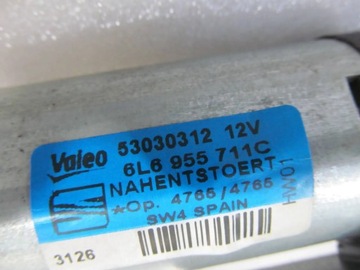 Valeo 53030312 12V
6L6 955 711C
NAHENTSTOERT
*Op. 4765/4765
SW4 SPAIN
HW01
3126